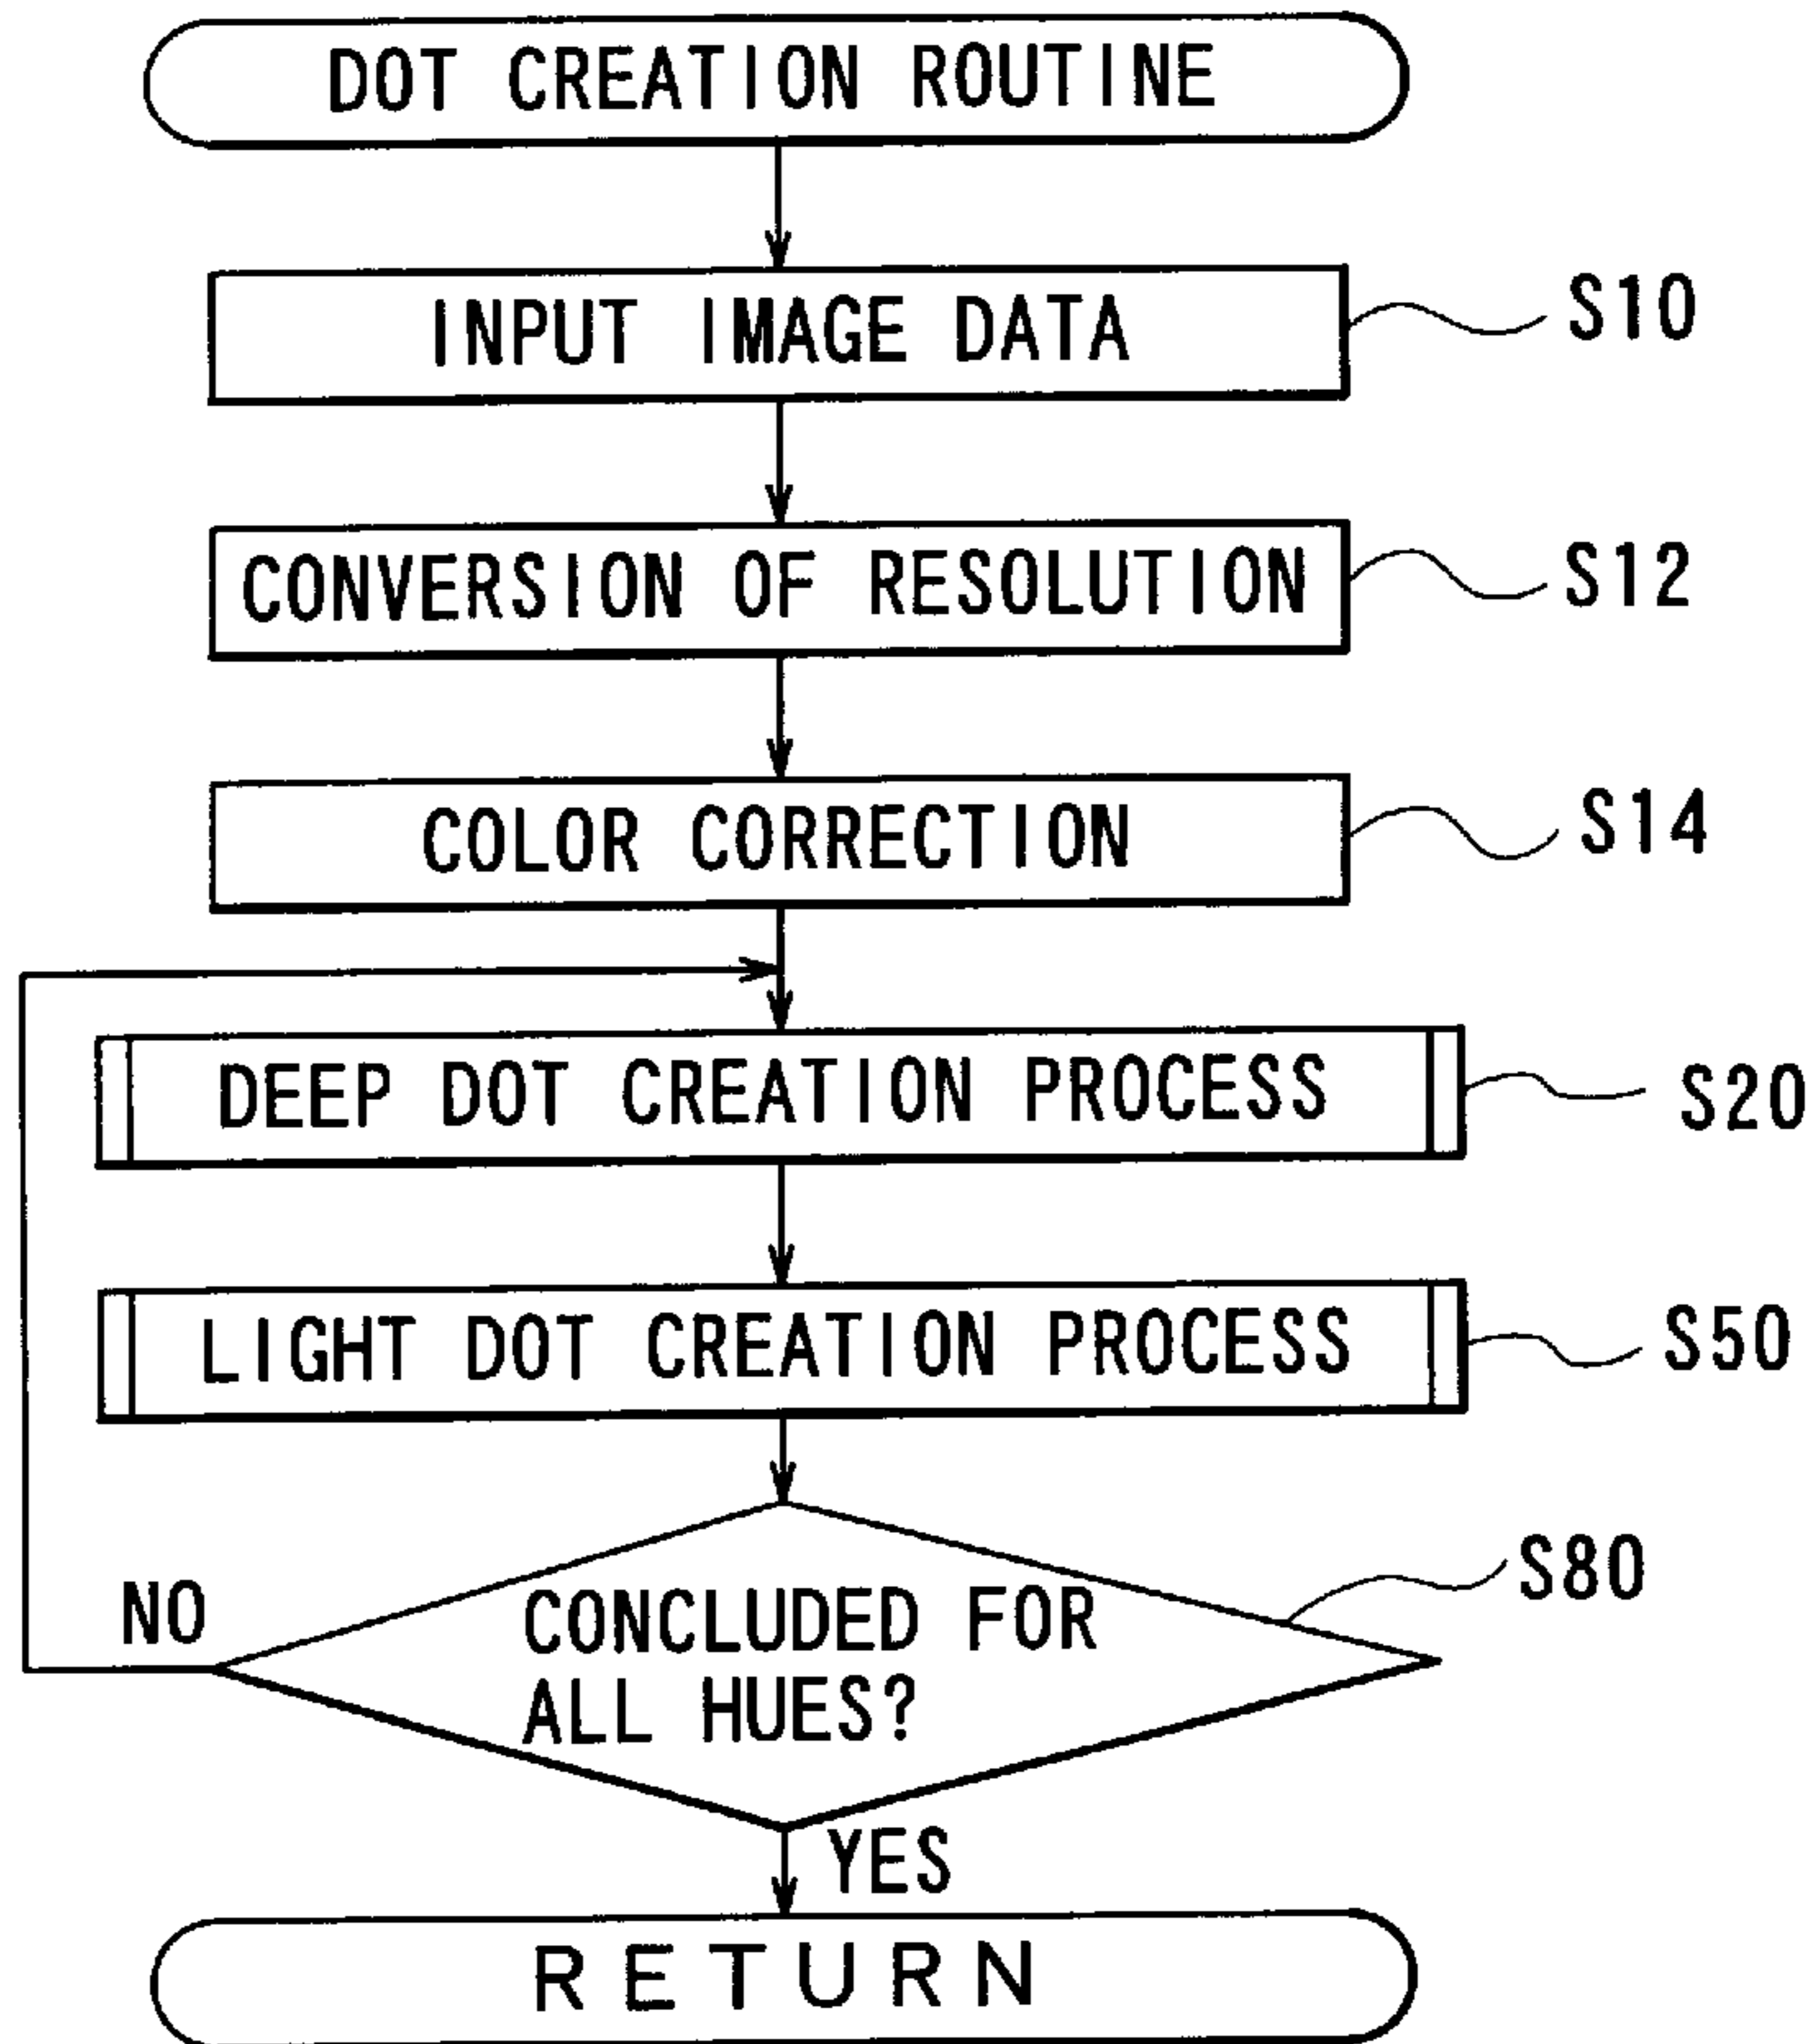 DOT CREATION ROUTINE
INPUT IMAGE DATA
S10
CONVERSION OF RESOLUTION
S12
COLOR CORRECTION
S14
DEEP DOT CREATION PROCESS
S20
LIGHT DOT CREATION PROCESS
S50
S80
NO
CONCLUDED FOR
ALL HUES?
YES
RETURN